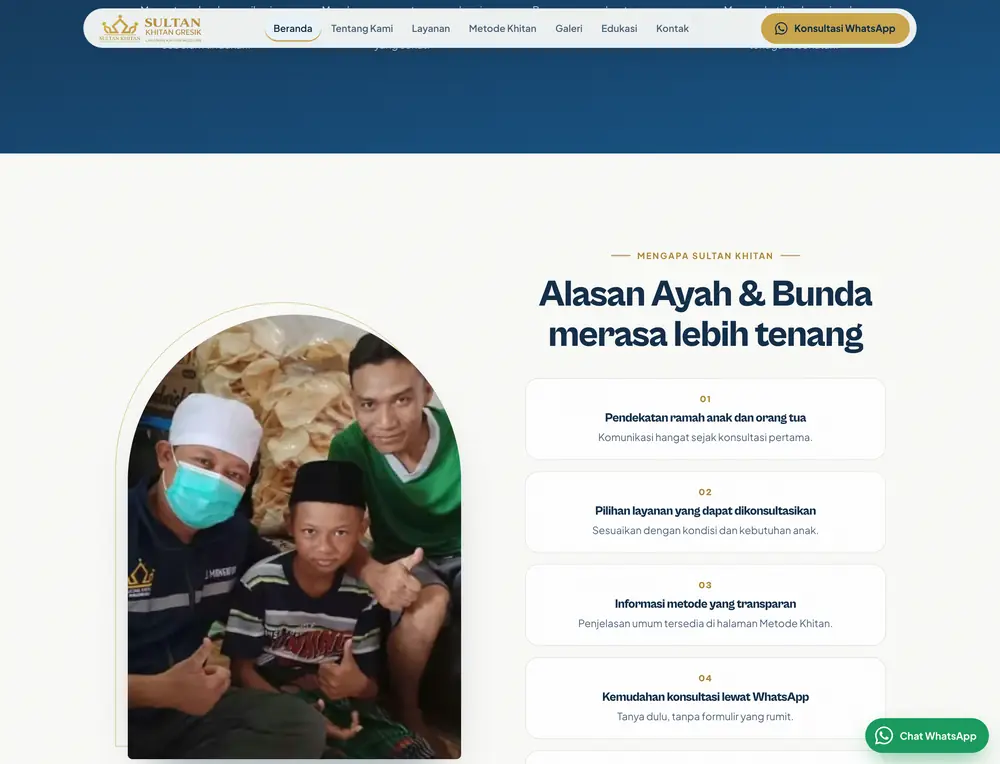 SULTAN
KHITAN GRESIK
SULTAN KHITAN
Beranda
Tentang Kami
Layanan
Metode Khitan
Galeri
Edukasi
Kontak
Konsultasi WhatsApp
MENGAPA SULTAN KHITAN
Alasan Ayah & Bunda
merasa lebih tenang
01
Pendekatan ramah anak dan orang tua
Komunikasi hangat sejak konsultasi pertama.
02
Pilihan layanan yang dapat dikonsultasikan
Sesuaikan dengan kondisi dan kebutuhan anak.
03
Informasi metode yang transparan
Penjelasan umum tersedia di halaman Metode Khitan.
04
Kemudahan konsultasi lewat WhatsApp
Tanya dulu, tanpa formulir yang rumit.
Chat WhatsApp